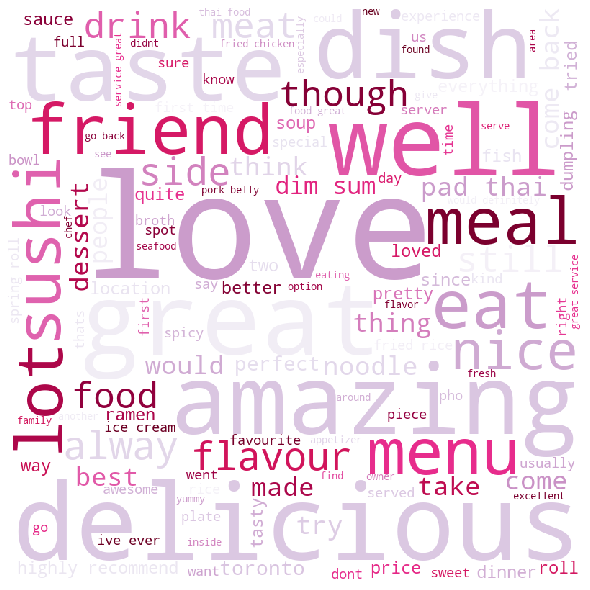 thai food
could
experience
new
sauce
drink
meat
full
didnt
service great
fried chicken
sure
know
especially
us
found
area
taste
dish
everything
come back
tried
top
first time
food great
give
friend
though
server
go back
soup
special
time
serve
well
bowl
see
side
think
fish
dumpling
look
people
quite
dim sum
day
pad thai
pork belly
love
meal
chef
broth
spot
still
sushi
dessert
seafood
loved
location
two
eating
since
kind
spring roll
say
better
option
pretty
eat
right
great service
great
flavor
thing
thats
first
spicy
nice
fried rice
would
perfect
noodle
fresh
lot
food
amazing
around
pho
piece
family
ramen
ice cream
alway
favourite
appetizer
flavour
menu
way
best
went
find
owner
usually
come
awesome
yummy
made
served
take
excellent
delicious
plate
tasty
try
go
ive ever
inside
highly recommend
want
toronto
dont
price
sweet
dinner
roll